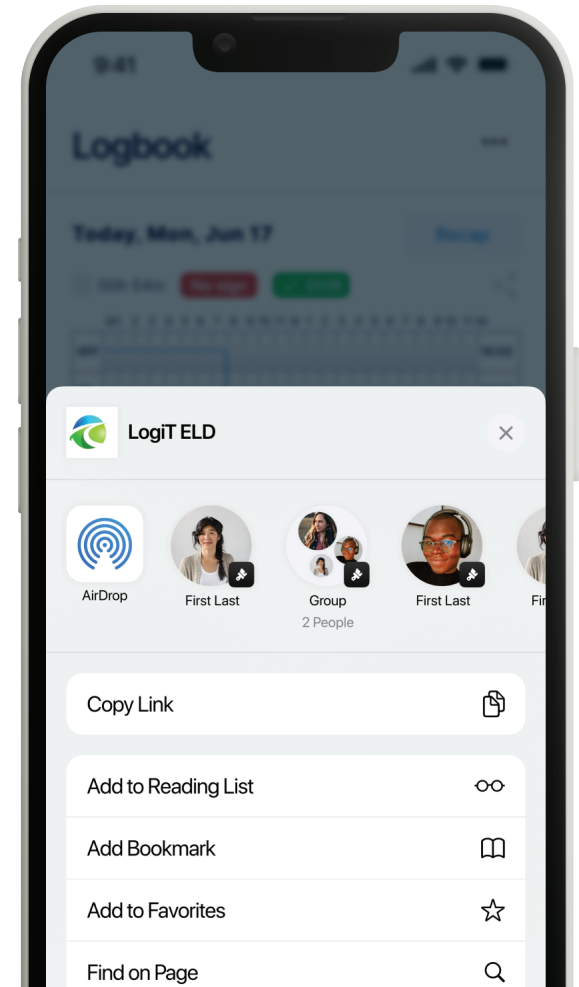 9:41
Logbook
Today, Mon, Jun 17
Recap
No sign
LogiT ELD
AirDrop
First Last
Group
2 People
First Last
Fir
Copy Link
Add to Reading List
Add Bookmark
Add to Favorites
Find on Page